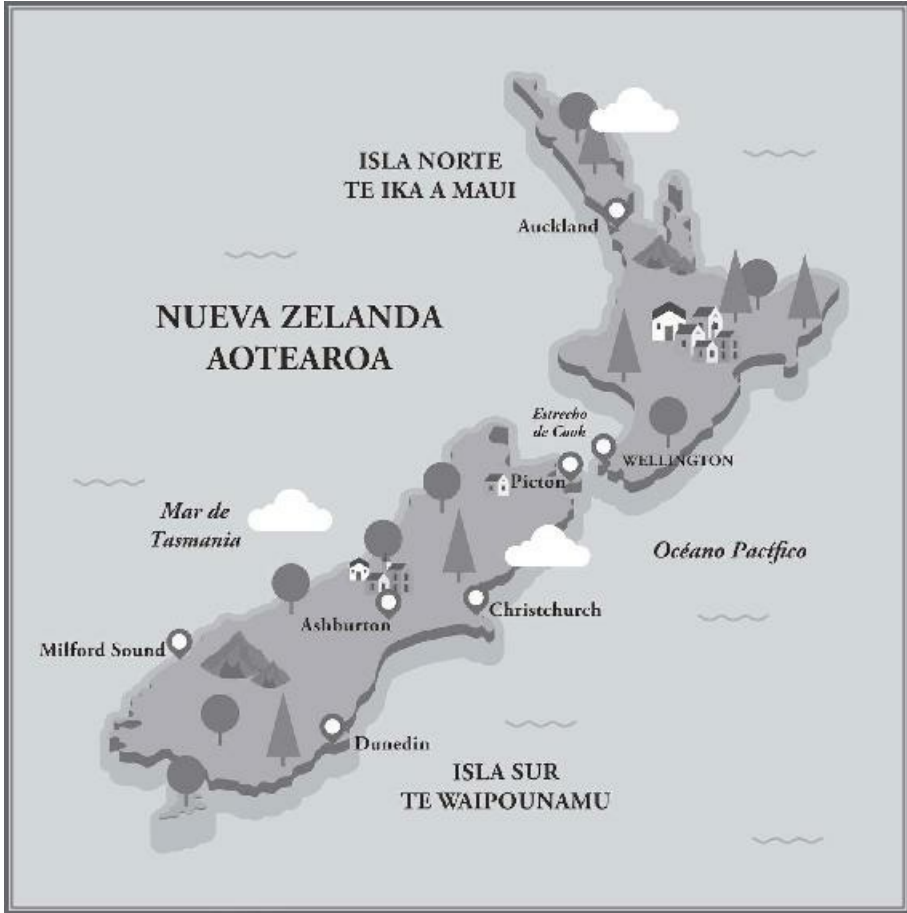 ISLA NORTE
TE IKA A MAUI
Auckland
NUEVA ZELANDA
AOTEAROA
Estrecho
de Cook
WELLINGTON
Picton
Mar de
Tasmania
Océano Pacífico
Christchurch
Ashburton
Milford Sound
Dunedin
ISLA SUR
TE WAIPOUNAMU